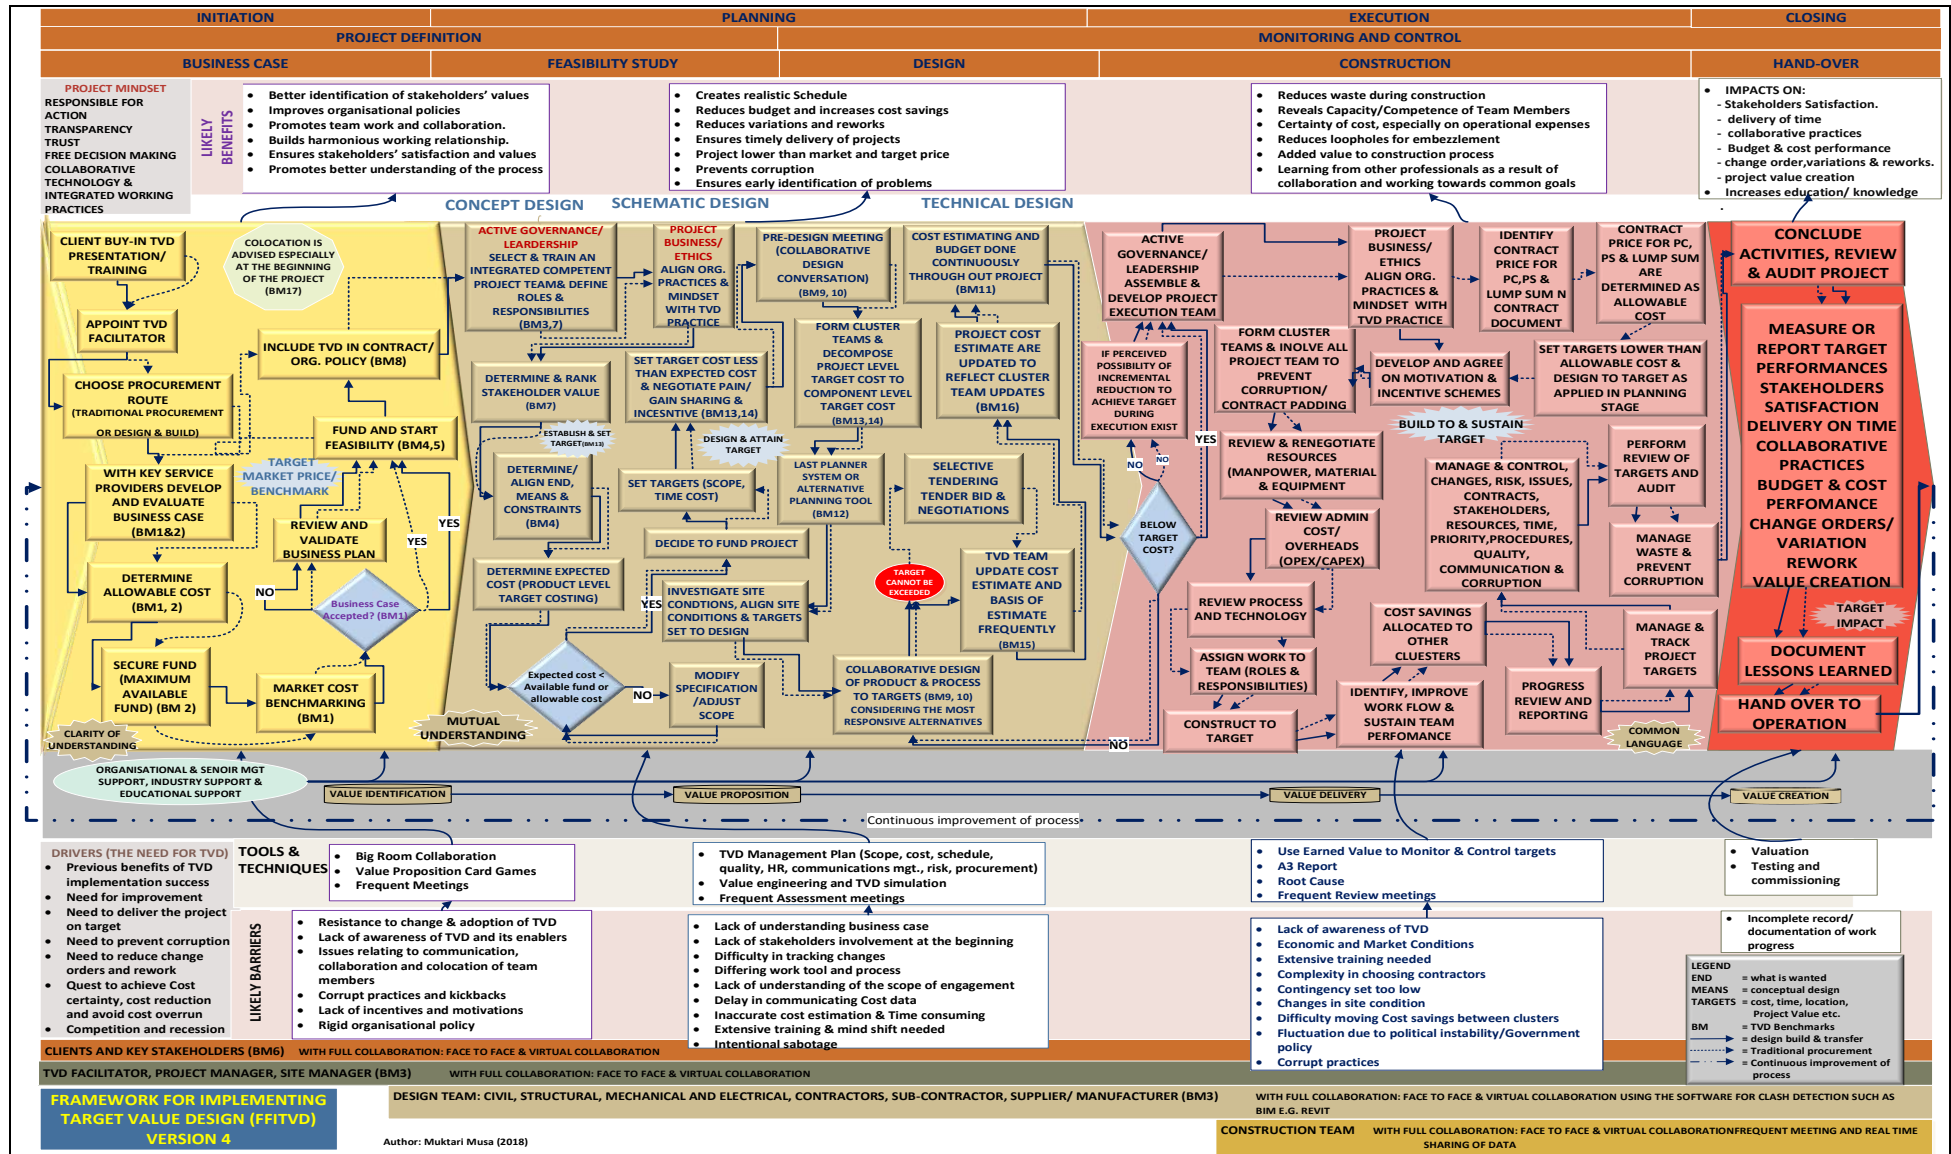 INITIATION
PLANNING
EXECUTION
CLOSING
PROJECT DEFINITION
MONITORING AND CONTROL
BUSINESS CASE
FEASIBILITY STUDY
DESIGN
CONSTRUCTION
HAND-OVER
PROJECT MINDSET
RESPONSIBLE FOR
ACTION
TRANSPARENCY
TRUST
FREE DECISION MAKING
COLLABORATIVE
TECHNOLOGY &
INTEGRATED WORKING
PRACTICES
LIKELY
BENEFITS
• Better identification of stakeholders' values
• Improves organisational policies
• Promotes team work and collaboration.
• Builds harmonious working relationship.
• Ensures stakeholders' satisfaction and values
• Promotes better understanding of the process
• Creates realistic Schedule
• Reduces budget and increases cost savings
• Reduces variations and reworks
• Ensures timely delivery of projects
• Project lower than market and target price
• Prevents corruption
• Ensures early identification of problems
• Reduces waste during construction
• Reveals Capacity/Competence of Team Members
• Certainty of cost, especially on operational expenses
• Reduces loopholes for embezzlement
• Added value to construction process
• Learning from other professionals as a result of
collaboration and working towards common goals
• IMPACTS ON:
- Stakeholders Satisfaction.
- delivery of time
- collaborative practices
- Budget & cost performance
- change order,variations & reworks.
- project value creation
• Increases education/ knowledge
.
CONCEPT DESIGN
SCHEMATIC DESIGN
TECHNICAL DESIGN
CLIENT BUY-IN TVD
PRESENTATION/
TRAINING
COLOCATION IS
ADVISED ESPECIALLY
AT THE BEGINNING
OF THE PROJECT
(BM17)
APPOINT TVD
FACILITATOR
INCLUDE TVD IN CONTRACT/
ORG. POLICY (BM8)
CHOOSE PROCUREMENT
ROUTE
(TRADITIONAL PROCUREMENT
OR DESIGN & BUILD)
FUND AND START
FEASIBILITY (BM4,5)
TARGET
MARKET PRICE/
BENCHMARK
WITH KEY SERVICE
PROVIDERS DEVELOP
AND EVALUATE
BUSINESS CASE
(BM1&2)
REVIEW AND
VALIDATE
BUSINESS PLAN
YES
YES
DETERMINE
ALLOWABLE COST
(BM1, 2)
NO
Business Case
Accepted? (BM1)
SECURE FUND
(MAXIMUM
AVAILABLE
FUND) (BM 2)
MARKET COST
BENCHMARKING
(BM1)
CLARITY OF
UNDERSTANDING
ACTIVE GOVERNANCE/
LEARDERSHIP
SELECT & TRAIN AN
INTEGRATED COMPETENT
PROJECT TEAM& DEFINE
ROLES &
RESPONSIBILITIES
(BM3,7)
PROJECT
BUSINESS/
ETHICS
ALIGN ORG.
PRACTICES &
MINDSET
WITH TVD
PRACTICE
PRE-DESIGN MEETING
(COLLABORATIVE
DESIGN
CONVERSATION)
(BM9, 10)
COST ESTIMATING AND
BUDGET DONE
CONTINUOUSLY
THROUGH OUT PROJECT
(BM11)
DETERMINE & RANK
STAKEHOLDER VALUE
(BM7)
SET TARGET COST LESS
THAN EXPECTED COST
& NEGOTIATE PAIN/
GAIN SHARING &
INCESNTIVE (BM13,14)
FORM CLUSTER
TEAMS &
DECOMPOSE
PROJECT LEVEL
TARGET COST TO
COMPONENT LEVEL
TARGET COST
(BM13,14)
PROJECT COST
ESTIMATE ARE
UPDATED TO
REFLECT CLUSTER
TEAM UPDATES
(BM16)
ESTABLISH & SET
TARGET(BM13)
DESIGN & ATTAIN
TARGET
DETERMINE/
ALIGN END,
MEANS &
CONSTRAINTS
(BM4)
SET TARGETS (SCOPE,
TIME COST)
LAST PLANNER
SYSTEM OR
ALTERNATIVE
PLANNING TOOL
(BM12)
SELECTIVE
TENDERING
TENDER BID &
NEGOTIATIONS
DECIDE TO FUND PROJECT
DETERMINE EXPECTED
COST (PRODUCT LEVEL
TARGET COSTING)
YES
INVESTIGATE SITE
CONDITONS, ALIGN SITE
CONDITIONS & TARGETS
SET TO DESIGN
TARGET
CANNOT BE
EXCEEDED
TVD TEAM
UPDATE COST
ESTIMATE AND
BASIS OF
ESTIMATE
FREQUENTLY
(BM15)
Expected cost <
Available fund or
allowable cost
NO
MODIFY
SPECIFICATION
/ADJUST
SCOPE
COLLABORATIVE DESIGN
OF PRODUCT & PROCESS
TO TARGETS (BM9, 10)
CONSIDERING THE MOST
RESPONSIVE ALTERNATIVES
MUTUAL
UNDERSTANDING
NO
ACTIVE
GOVERNANCE/
LEADERSHIP
ASSEMBLE &
DEVELOP PROJECT
EXECUTION TEAM
PROJECT
BUSINESS/
ETHICS
ALIGN ORG.
PRACTICES &
MINDSET WITH
TVD PRACTICE
IDENTIFY
CONTRACT
PRICE FOR
PC,PS &
LUMP SUM N
CONTRACT
DOCUMENT
CONTRACT
PRICE FOR PC,
PS & LUMP SUM
ARE
DETERMINED AS
ALLOWABLE
COST
IF PERCEIVED
POSSIBILITY OF
INCREMENTAL
REDUCTION TO
ACHIEVE TARGET
DURING
EXECUTION EXIST
FORM CLUSTER
TEAMS & INOLVE ALL
PROJECT TEAM TO
PREVENT
CORRUPTION/
CONTRACT PADDING
DEVELOP AND AGREE
ON MOTIVATION &
INCENTIVE SCHEMES
SET TARGETS LOWER THAN
ALLOWABLE COST &
DESIGN TO TARGET AS
APPLIED IN PLANNING
STAGE
BUILD TO & SUSTAIN
TARGET
NO
NO
YES
REVIEW & RENEGOTIATE
RESOURCES
(MANPOWER, MATERIAL
& EQUIPMENT
MANAGE & CONTROL,
CHANGES, RISK, ISSUES,
CONTRACTS,
STAKEHOLDERS,
RESOURCES, TIME,
PRIORITY,PROCEDURES,
QUALITY,
COMMUNICATION &
CORRUPTION
PERFORM
REVIEW OF
TARGETS AND
AUDIT
BELOW
TARGET
COST?
REVIEW ADMIN
COST/
OVERHEADS
(OPEX/CAPEX)
MANAGE
WASTE &
PREVENT
CORRUPTION
REVIEW PROCESS
AND TECHNOLOGY
COST SAVINGS
ALLOCATED TO
OTHER
CLUESTERS
MANAGE &
TRACK
PROJECT
TARGETS
ASSIGN WORK TO
TEAM (ROLES &
RESPONSIBILITIES)
IDENTIFY, IMPROVE
WORK FLOW &
SUSTAIN TEAM
PERFOMANCE
PROGRESS
REVIEW AND
REPORTING
CONSTRUCT TO
TARGET
COMMON
LANGUAGE
CONCLUDE
ACTIVITIES, REVIEW
& AUDIT PROJECT
MEASURE OR
REPORT TARGET
PERFORMANCES
STAKEHOLDERS
SATISFACTION
DELIVERY ON TIME
COLLABORATIVE
PRACTICES
BUDGET & COST
PERFOMANCE
CHANGE ORDERS/
VARIATION
REWORK
VALUE CREATION
TARGET
IMPACT
DOCUMENT
LESSONS LEARNED
HAND OVER TO
OPERATION
ORGANISATIONAL & SENOIR MGT
SUPPORT, INDUSTRY SUPPORT &
EDUCATIONAL SUPPORT
VALUE IDENTIFICATION
VALUE PROPOSITION
VALUE DELIVERY
VALUE CREATION
Continuous improvement of process
DRIVERS (THE NEED FOR TVD)
• Previous benefits of TVD
implementation success
• Need for improvement
• Need to deliver the project
on target
• Need to prevent corruption
• Need to reduce change
orders and rework
• Quest to achieve Cost
certainty, cost reduction
and avoid cost overrun
• Competition and recession
TOOLS &
TECHNIQUES
• Big Room Collaboration
• Value Proposition Card Games
• Frequent Meetings
• TVD Management Plan (Scope, cost, schedule,
quality, HR, communications mgt., risk, procurement)
• Value engineering and TVD simulation
• Frequent Assessment meetings
• Use Earned Value to Monitor & Control targets
• A3 Report
• Root Cause
• Frequent Review meetings
• Valuation
• Testing and
commissioning
LIKELY BARRIERS
• Resistance to change & adoption of TVD
• Lack of awareness of TVD and its enablers
• Issues relating to communication,
collaboration and colocation of team
members
• Corrupt practices and kickbacks
• Lack of incentives and motivations
• Rigid organisational policy
• Lack of understanding business case
• Lack of stakeholders involvement at the beginning
• Difficulty in tracking changes
• Differing work tool and process
• Lack of understanding of the scope of engagement
• Delay in communicating Cost data
• Inaccurate cost estimation & Time consuming
• Extensive training & mind shift needed
• Intentional sabotage
• Lack of awareness of TVD
• Economic and Market Conditions
• Extensive training needed
• Complexity in choosing contractors
• Contingency set too low
• Changes in site condition
• Difficulty moving Cost savings between clusters
• Fluctuation due to political instability/Government
policy
• Corrupt practices
• Incomplete record/
documentation of work
progress
LEGEND
END = what is wanted
MEANS = conceptual design
TARGETS = cost, time, location,
Project Value etc.
BM = TVD Benchmarks
= design build & transfer
= Traditional procurement
= Continuous improvement of
process
CLIENTS AND KEY STAKEHOLDERS (BM6) WITH FULL COLLABORATION: FACE TO FACE & VIRTUAL COLLABORATION
TVD FACILITATOR, PROJECT MANAGER, SITE MANAGER (BM3) WITH FULL COLLABORATION: FACE TO FACE & VIRTUAL COLLABORATION
FRAMEWORK FOR IMPLEMENTING
TARGET VALUE DESIGN (FFITVD)
VERSION 4
DESIGN TEAM: CIVIL, STRUCTURAL, MECHANICAL AND ELECTRICAL, CONTRACTORS, SUB-CONTRACTOR, SUPPLIER/ MANUFACTURER (BM3) WITH FULL COLLABORATION: FACE TO FACE & VIRTUAL COLLABORATION USING THE SOFTWARE FOR CLASH DETECTION SUCH AS
BIM E.G. REVIT
Author: Muktari Musa (2018)
CONSTRUCTION TEAM WITH FULL COLLABORATION: FACE TO FACE & VIRTUAL COLLABORATIONFREQUENT MEETING AND REAL TIME
SHARING OF DATA